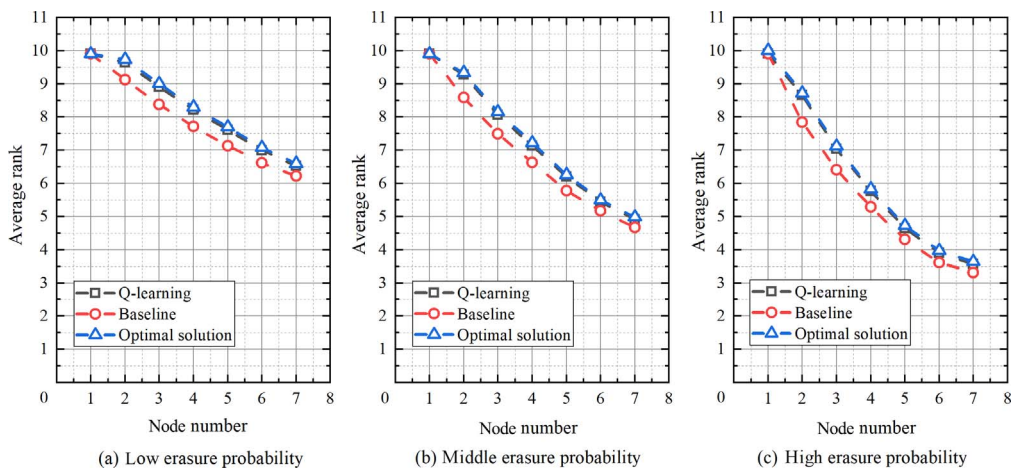 11
10
9
8
7
6
5
4
3
2
1
0
Average rank
Q-learning
Baseline
Optimal solution
1 2 3 4 5 6 7 8
Node number
(a) Low erasure probability
11
10
9
8
7
6
5
4
3
2
1
0
Average rank
Q-learning
Baseline
Optimal solution
1 2 3 4 5 6 7 8
Node number
(b) Middle erasure probability
11
10
9
8
7
6
5
4
3
2
1
0
Average rank
Q-learning
Baseline
Optimal solution
1 2 3 4 5 6 7 8
Node number
(c) High erasure probability